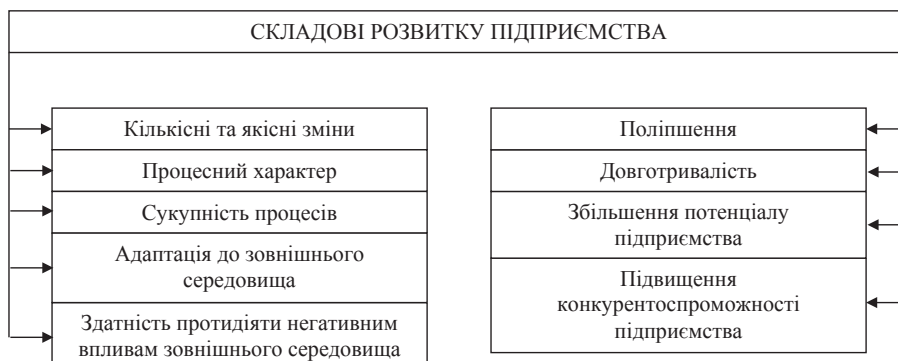 СКЛАДОВІ РОЗВИТКУ ПІДПРИЄМСТВА
Кількісні та якісні зміни
Процесний характер
Сукупність процесів
Адаптація до зовнішнього
середовища
Здатність протидіяти негативним
впливам зовнішнього середовища
Поліпшення
Довготривалість
Збільшення потенціалу
підприємства
Підвищення
конкурентоспроможності
підприємства